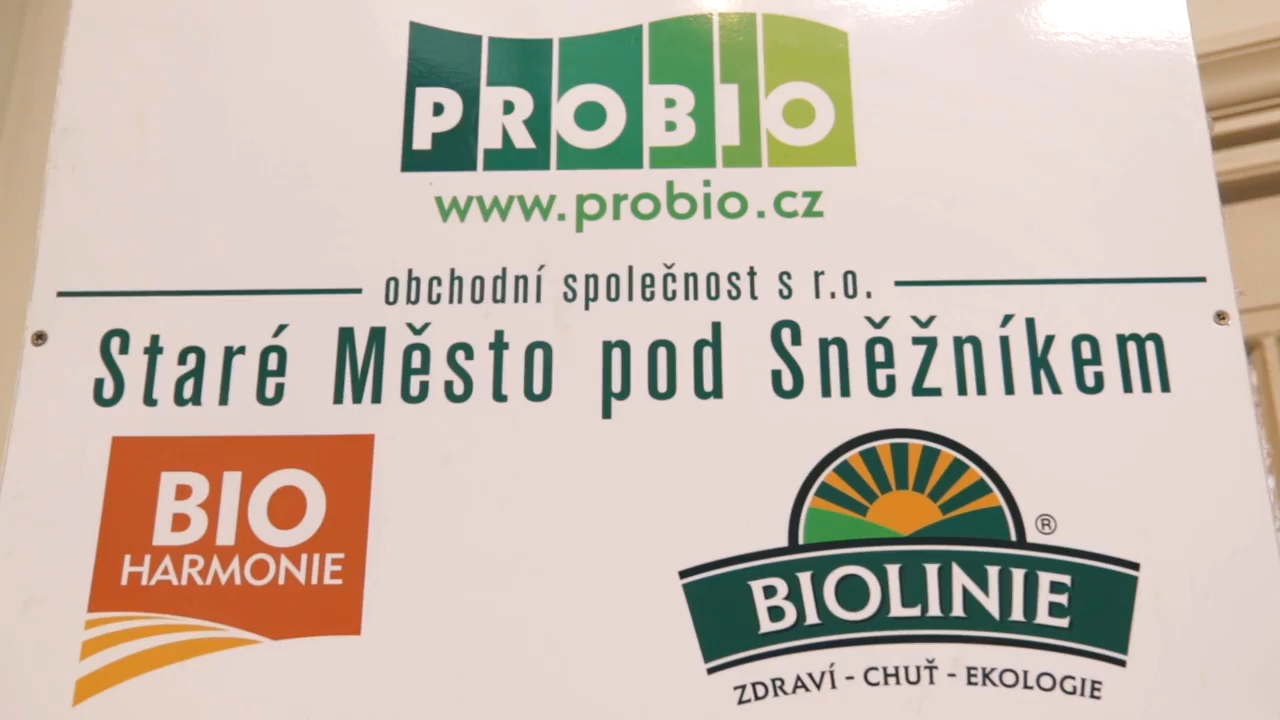 PROBIO
www.probio.cz
obchodní společnost s r.o.
Staré Město pod Sněžníkem
BIO
HARMONIE
®
BIOLINIE
ZDRAVÍ - CHUŤ - EKOLOGIE